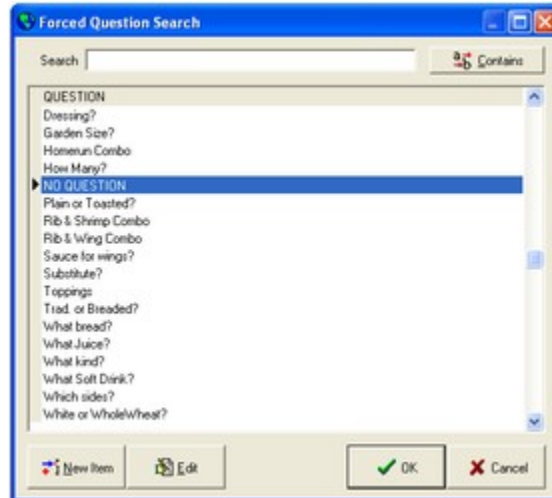 Forced Question Search
Search
Contains
QUESTION
Dressing?
Garden Size?
Homerun Combo
How Many?
NO QUESTION
Plain or Toasted?
Rib & Shrimp Combo
Rib & Wing Combo
Sauce for wings?
Substitute?
Toppings
Trad. or Breaded?
What bread?
What Juice?
What kind?
What Soft Drink?
Which sides?
White or WholeWheat?
New Item
Edit
OK
Cancel